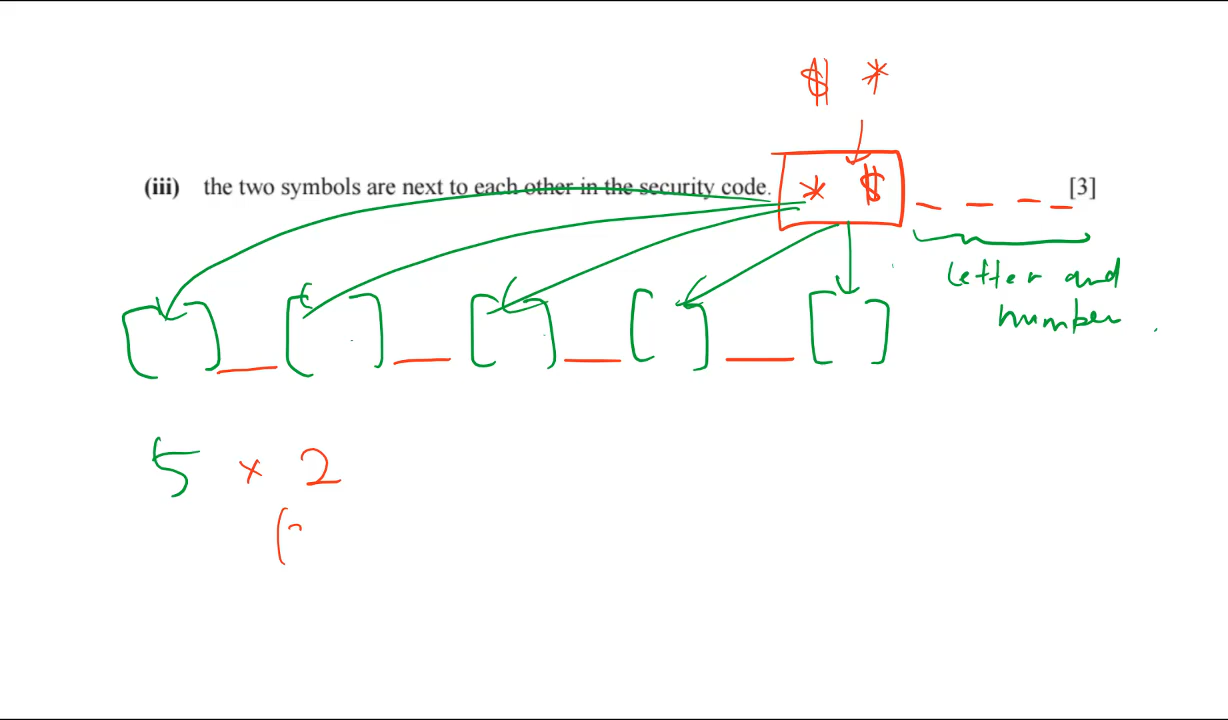 $ *
(iii) the two symbols are next to each other in the security code. [3]
* $ _ _ _ _
letter and
number
[ ] _ [ ] _ [ ] _ [ ] _ [ ]
5 × 2
(